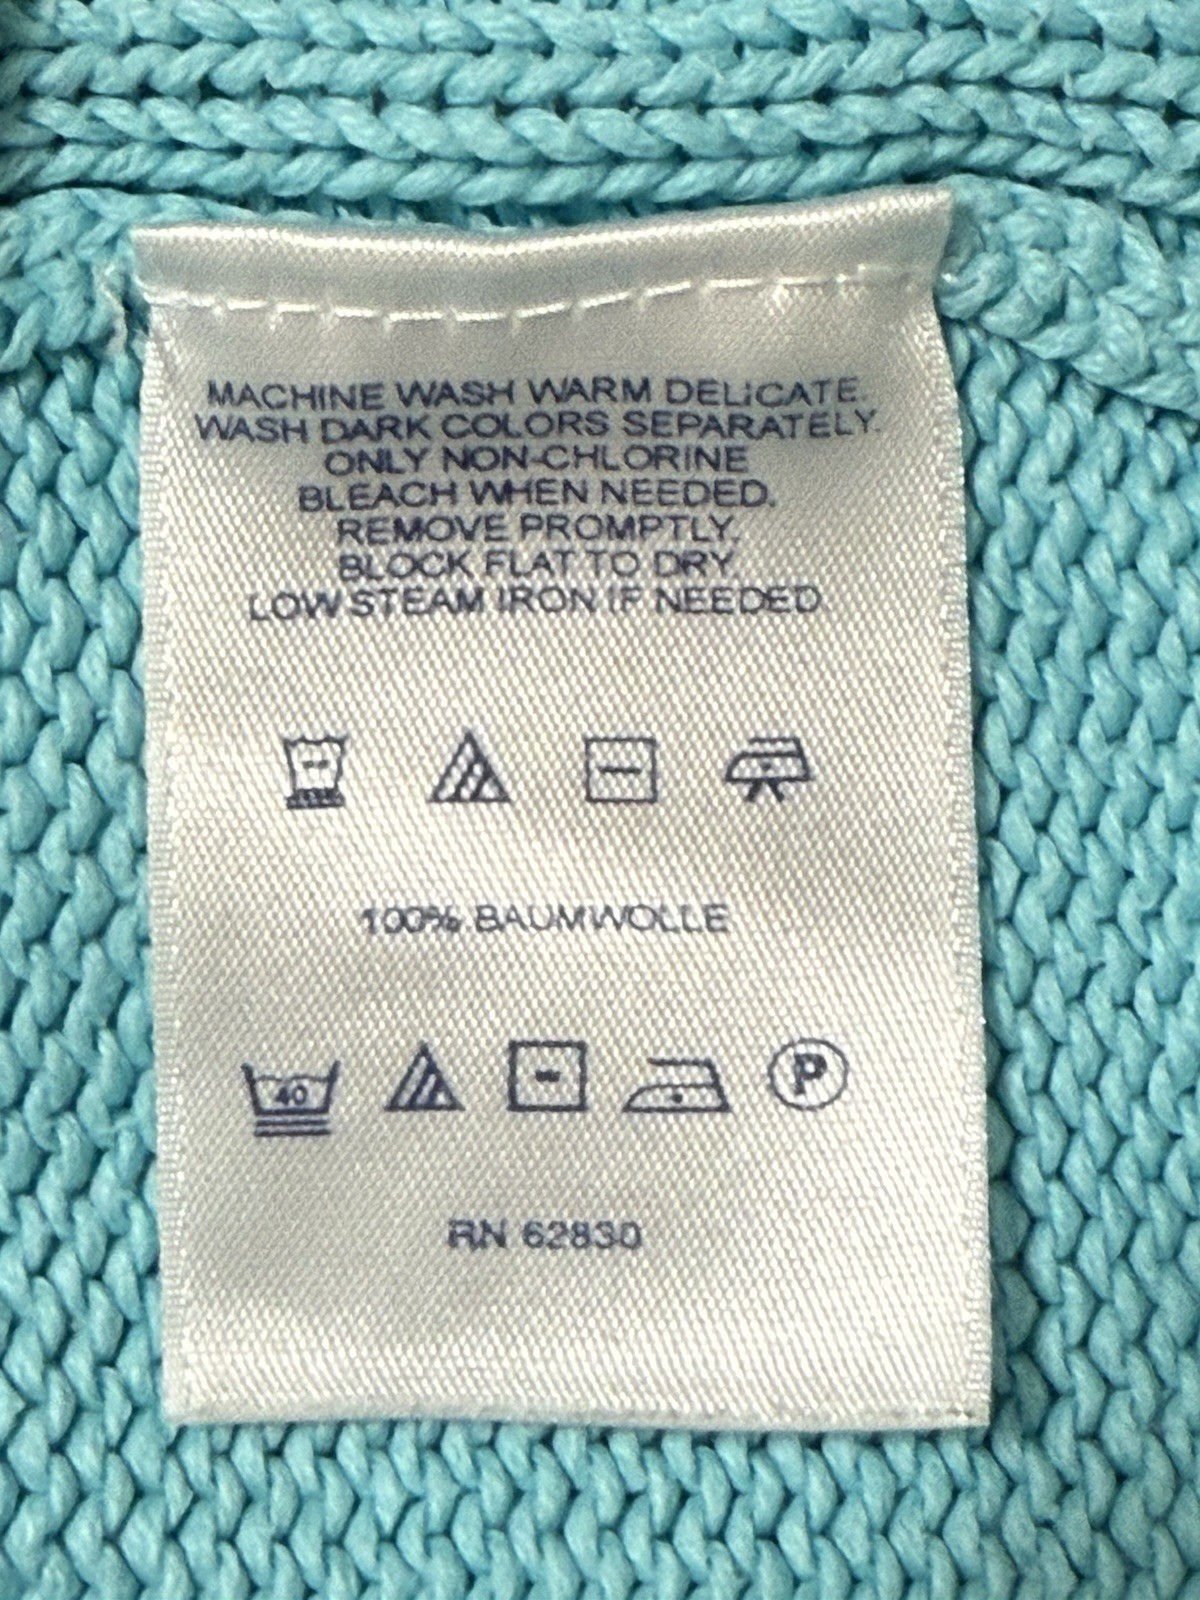 MACHINE WASH WARM DELICATE.
WASH DARK COLORS SEPARATELY.
ONLY NON-CHLORINE
BLEACH WHEN NEEDED.
REMOVE PROMPTLY.
BLOCK FLAT TO DRY.
LOW STEAM IRON IF NEEDED.
100% BAUMWOLLE
40 P
RN 62830